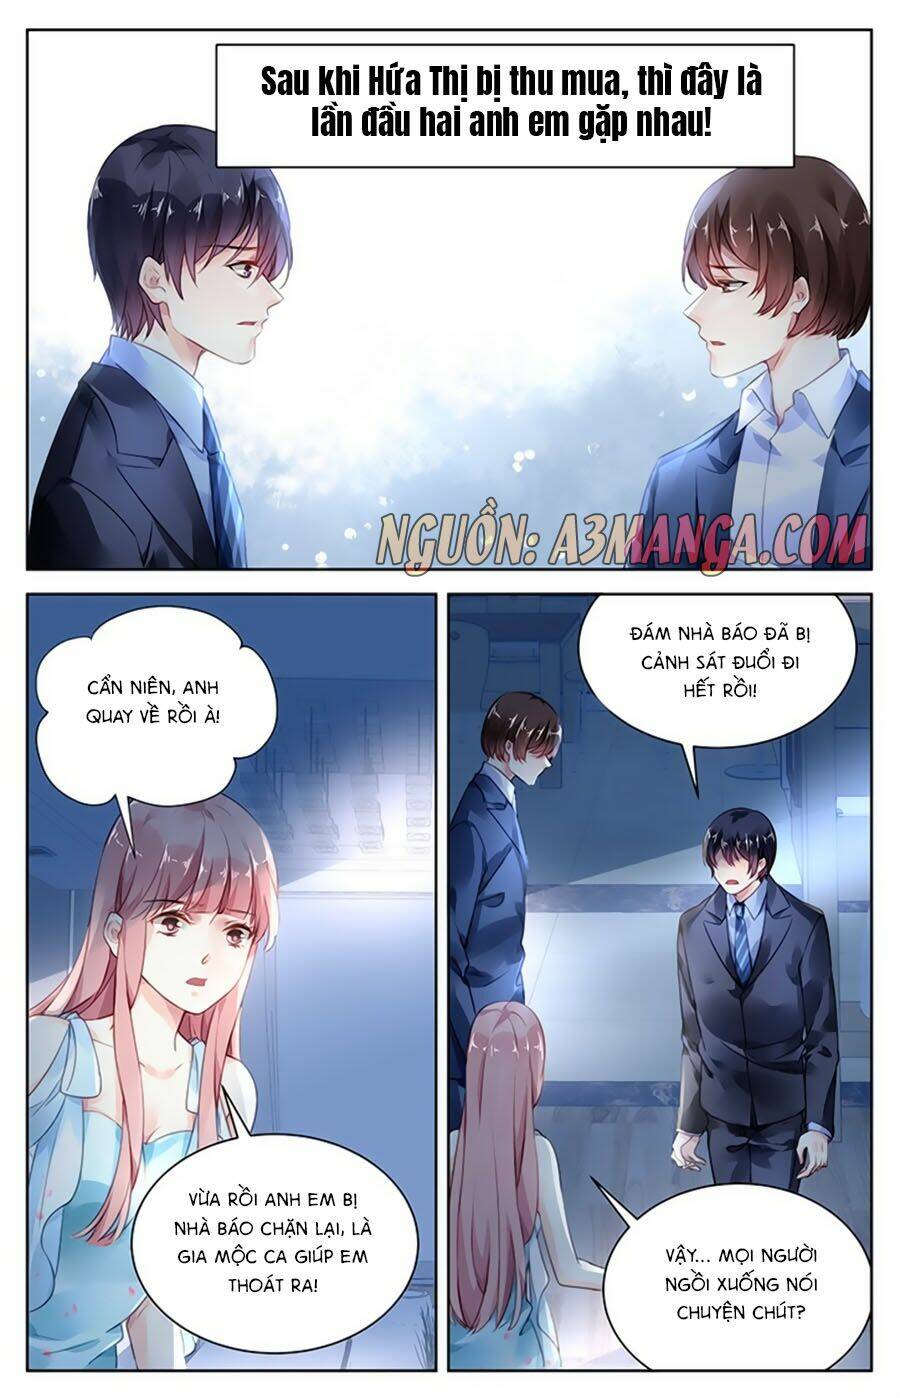 Sau khi Hứa Thị bị thu mua, thì đây là
lần đầu hai anh em gặp nhau!
NGUỒN: A3MANGA.COM
CẨN NIÊN, ANH
QUAY VỀ RỒI À!
ĐÁM NHÀ BÁO ĐÃ BỊ
CẢNH SÁT ĐUỔI ĐI
HẾT RỒI!
VỪA RỒI ANH EM BỊ
NHÀ BÁO CHẶN LẠI, LÀ
GIA MỘC CA GIÚP EM
THOÁT RA!
VẬY... MỌI NGƯỜI
NGỒI XUỐNG NÓI
CHUYỆN CHÚT?